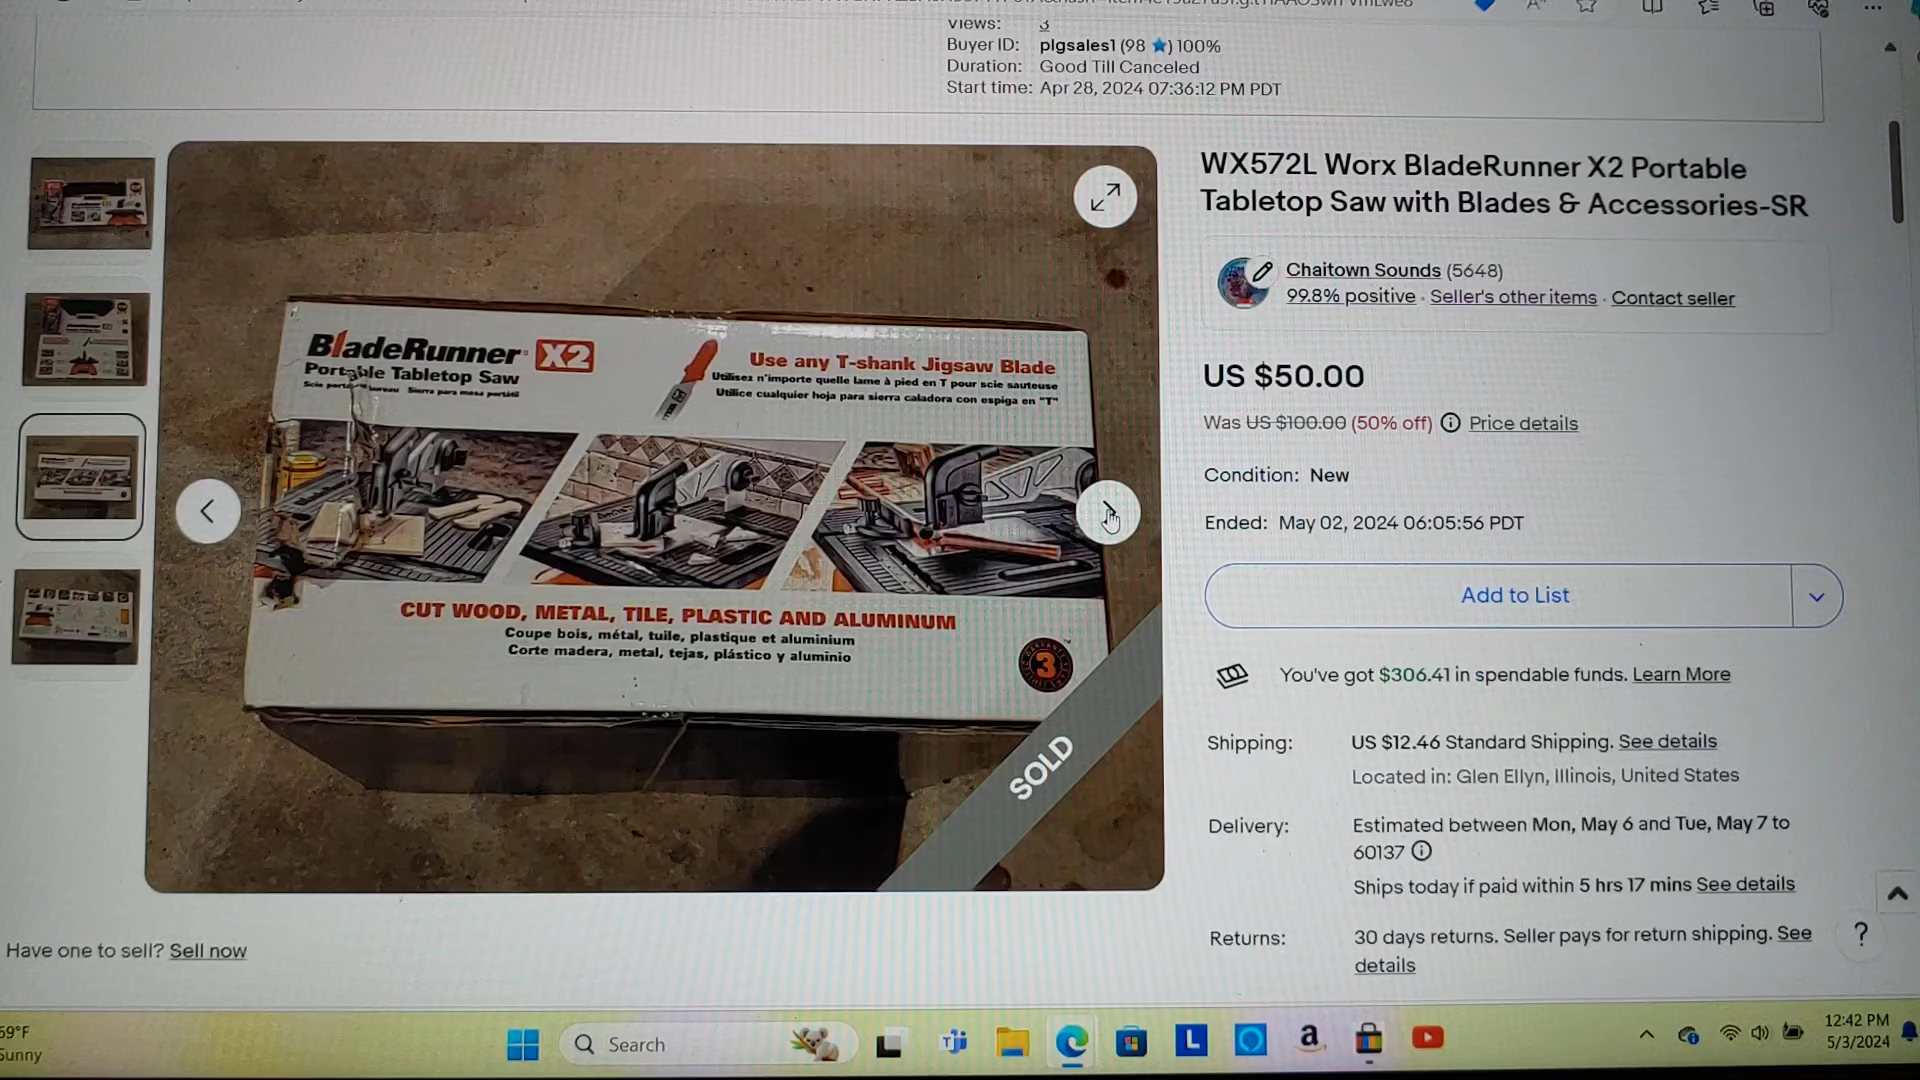 Views: 3
Buyer ID: plgsales1 (98 ) 100%
Duration: Good Till Canceled
Start time: Apr 28, 2024 07:36:12 PM PDT
WX572L Worx BladeRunner X2 Portable
Tabletop Saw with Blades & Accessories-SR
Chaitown Sounds (5648)
99.8% positive · Seller's other items · Contact seller
US $50.00
Was US $100.00 (50% off) Price details
Condition: New
Ended: May 02, 2024 06:05:56 PDT
Add to List
You've got $306.41 in spendable funds. Learn More
Shipping: US $12.46 Standard Shipping. See details
Located in: Glen Ellyn, Illinois, United States
Delivery: Estimated between Mon, May 6 and Tue, May 7 to
60137
Ships today if paid within 5 hrs 17 mins See details
Returns: 30 days returns. Seller pays for return shipping. See
details
BladeRunner X2
Portable Tabletop Saw
Sierra para mesa portátil
Use any T-shank Jigsaw Blade
Utilisez n'importe quelle lame à pied en T pour scie sauteuse
Utilice cualquier hoja para sierra caladora con espiga en "T"
CUT WOOD, METAL, TILE, PLASTIC AND ALUMINUM
Coupe bois, métal, tuile, plastique et aluminium
Corte madera, metal, tejas, plástico y aluminio
3
SOLD
Have one to sell? Sell now
?
Sunny
Search
L
a
12:42 PM
5/3/2024